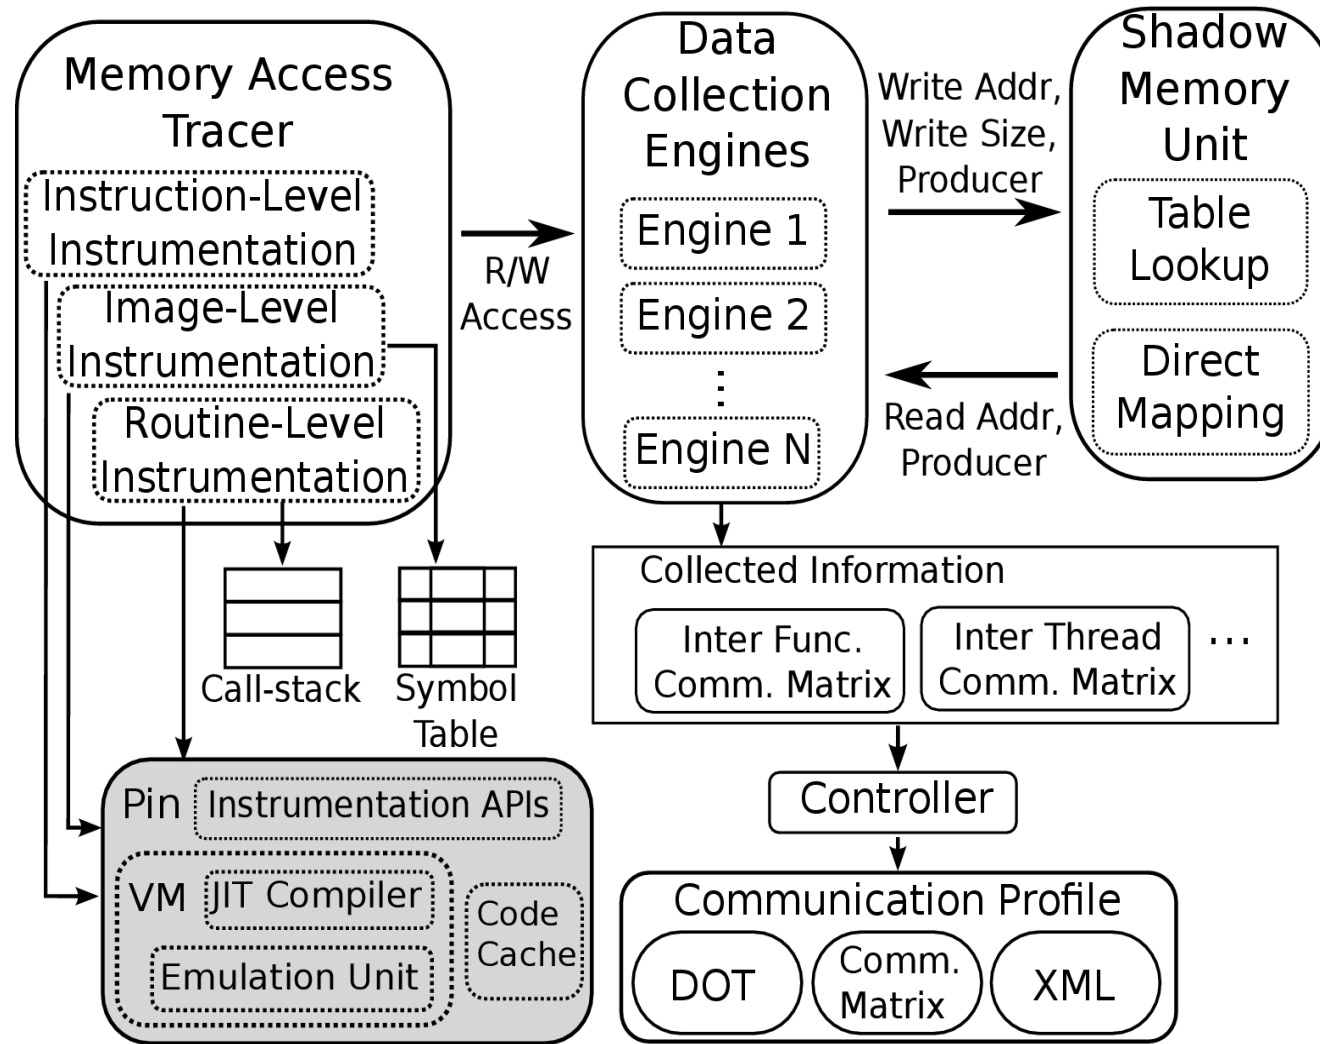 Memory Access
Tracer
Instruction-Level
Instrumentation
Image-Level
Instrumentation
Routine-Level
Instrumentation
R/W
Access
Data
Collection
Engines
Engine 1
Engine 2
⋮
Engine N
Write Addr,
Write Size,
Producer
Read Addr,
Producer
Shadow
Memory
Unit
Table
Lookup
Direct
Mapping
Call-stack
Symbol
Table
Collected Information
Inter Func.
Comm. Matrix
Inter Thread
Comm. Matrix
...
Controller
Pin
Instrumentation APIs
VM
JIT Compiler
Emulation Unit
Code
Cache
Communication Profile
DOT
Comm.
Matrix
XML